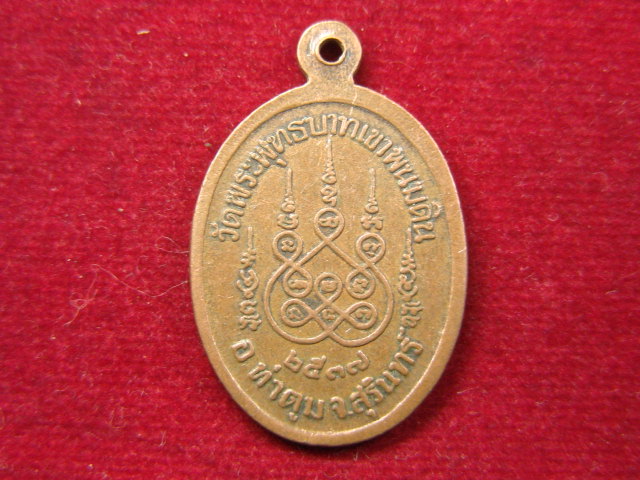 วัดพระพุทธบาทเขาพนมดิน
๒๕๓๗
อ.ท่าตูม จ.สุรินทร์